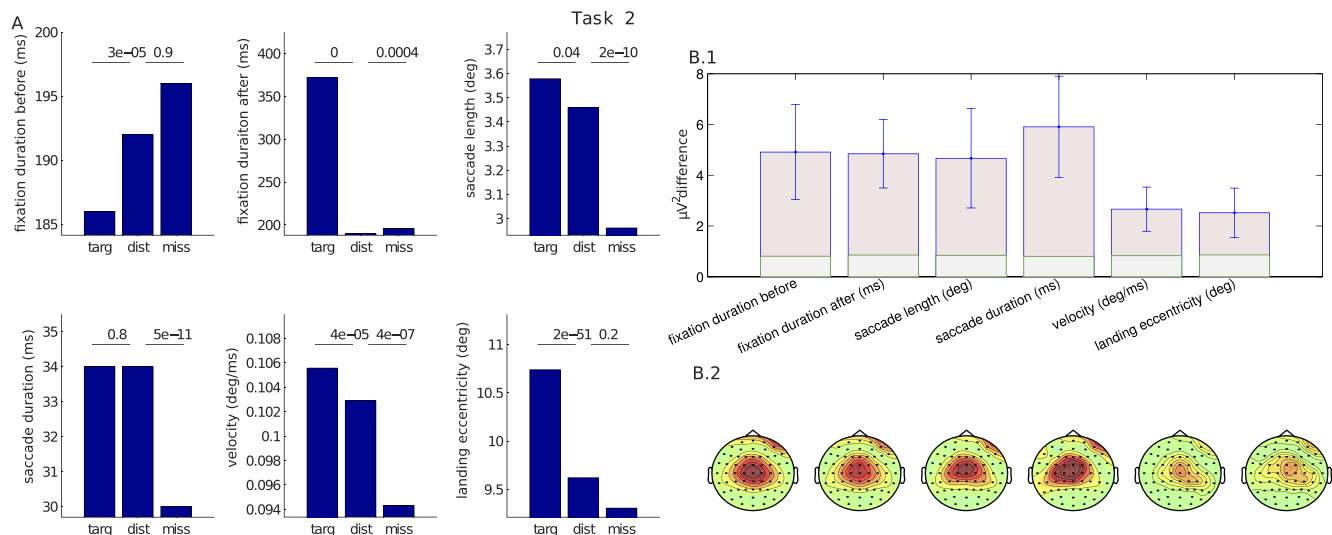 A
Task 2
fixation duration before (ms)
200
195
190
185
3e−05
0.9
targ
dist
miss
fixation duraiton after (ms)
400
350
300
250
200
0
0.0004
targ
dist
miss
saccade length (deg)
3.7
3.6
3.5
3.4
3.3
3.2
3.1
3
0.04
2e−10
targ
dist
miss
saccade duration (ms)
35
34
33
32
31
30
0.8
5e−11
targ
dist
miss
velocity (deg/ms)
0.108
0.106
0.104
0.102
0.1
0.098
0.096
0.094
4e−05
4e−07
targ
dist
miss
landing eccentricity (deg)
11
10.5
10
9.5
2e−51
0.2
targ
dist
miss
B.1
µV² difference
8
6
4
2
0
fixation duration before
fixation duration after (ms)
saccade length (deg)
saccade duration (ms)
velocity (deg/ms)
landing eccentricity (deg)
B.2